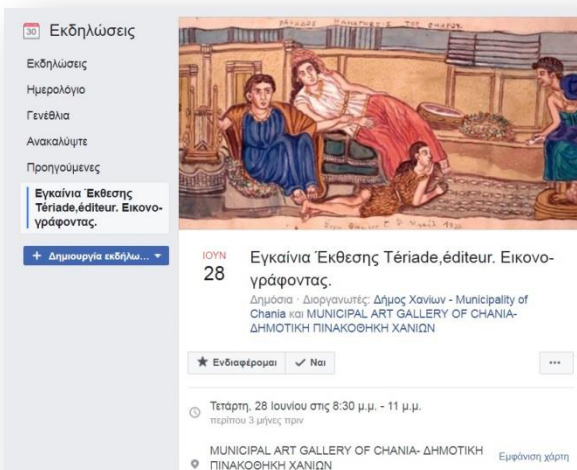 30 Εκδηλώσεις
Εκδηλώσεις
Ημερολόγιο
Γενέθλια
Ανακαλύψτε
Προηγούμενες
Εγκαίνια Έκθεσης
Tériade,éditeur. Εικονο-
γράφοντας.
+ Δημιουργία εκδήλω...
ΙΟΥΝ
28
Εγκαίνια Έκθεσης Tériade,éditeur. Εικονο-
γράφοντας.
Δημόσια · Διοργανωτές: Δήμος Χανίων - Municipality of
Chania και MUNICIPAL ART GALLERY OF CHANIA-
ΔΗΜΟΤΙΚΗ ΠΙΝΑΚΟΘΗΚΗ ΧΑΝΙΩΝ
Ενδιαφέρομαι Ναι ...
Τετάρτη, 28 Ιουνίου στις 8:30 μ.μ. - 11 μ.μ.
περίπου 3 μήνες πριν
MUNICIPAL ART GALLERY OF CHANIA- ΔΗΜΟΤΙΚΗ
ΠΙΝΑΚΟΘΗΚΗ ΧΑΝΙΩΝ
Εμφάνιση χάρτη